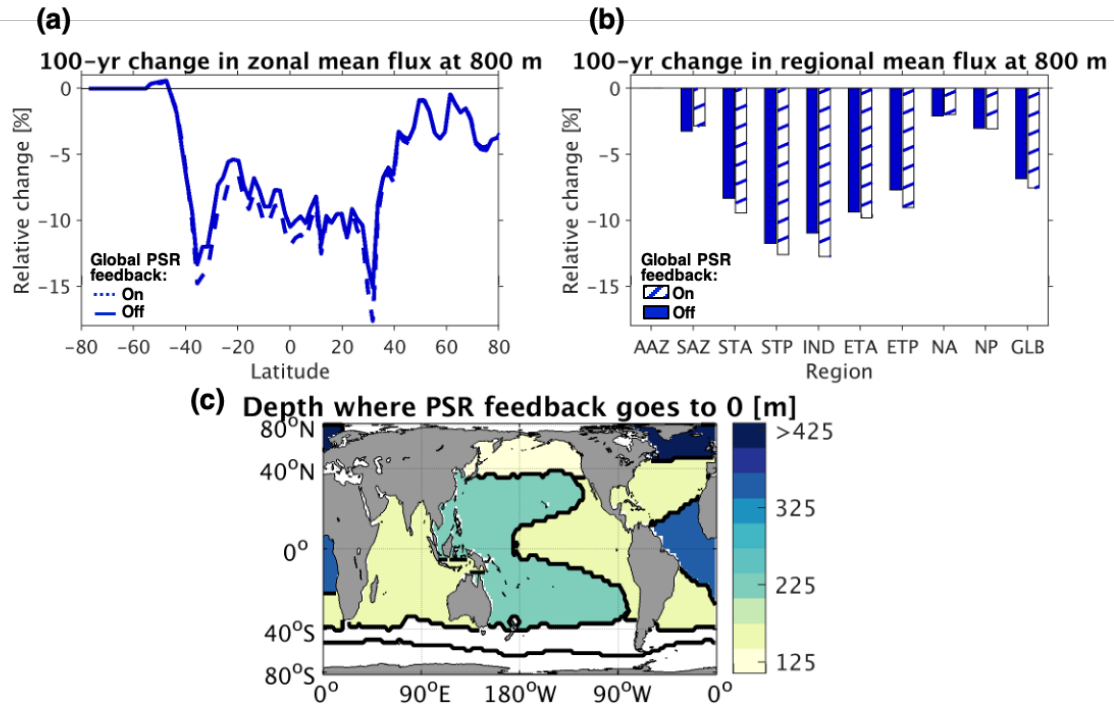 (a)
100-yr change in zonal mean flux at 800 m
0
-5
-10
-15
Relative change [%]
Global PSR
feedback:
On
Off
-80 -60 -40 -20 0 20 40 60 80
Latitude
(b)
100-yr change in regional mean flux at 800 m
0
-5
-10
-15
Relative change [%]
Global PSR
feedback:
On
Off
AAZ SAZ STA STP IND ETA ETP NA NP GLB
Region
(c)
Depth where PSR feedback goes to 0 [m]
80°N
40°N
0°
40°S
80°S
0° 90°E 180°W 90°W 0°
>425
325
225
125